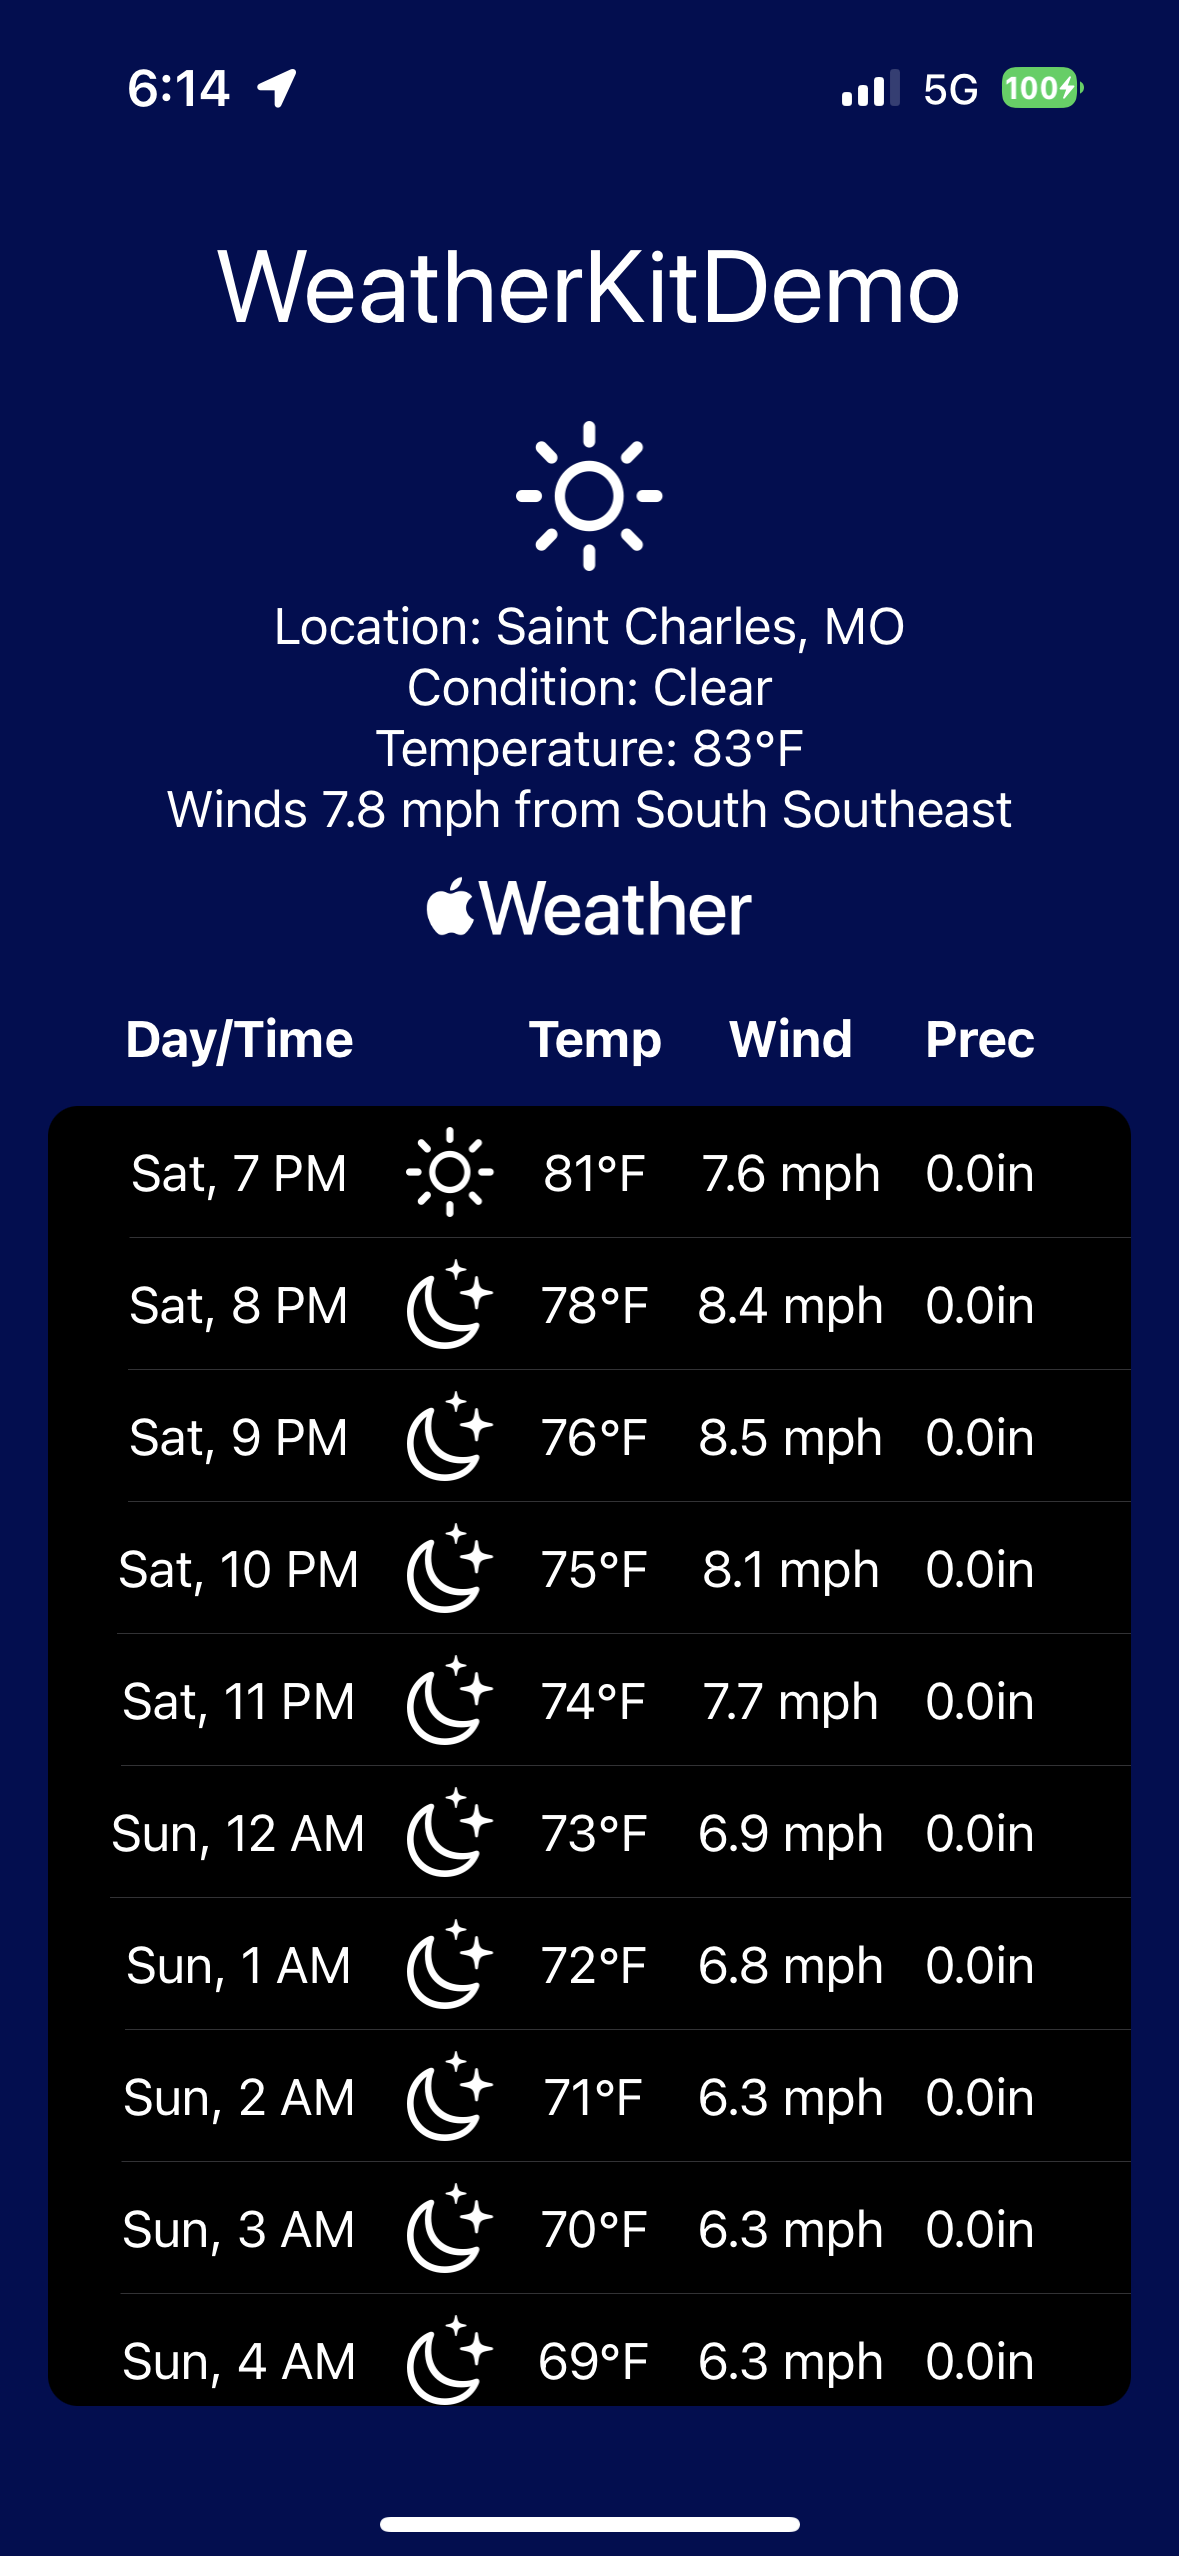 6:14 5G 100
WeatherKitDemo
Location: Saint Charles, MO
Condition: Clear
Temperature: 83°F
Winds 7.8 mph from South Southeast
Weather
Day/Time Temp Wind Prec
Sat, 7 PM 81°F 7.6 mph 0.0in
Sat, 8 PM 78°F 8.4 mph 0.0in
Sat, 9 PM 76°F 8.5 mph 0.0in
Sat, 10 PM 75°F 8.1 mph 0.0in
Sat, 11 PM 74°F 7.7 mph 0.0in
Sun, 12 AM 73°F 6.9 mph 0.0in
Sun, 1 AM 72°F 6.8 mph 0.0in
Sun, 2 AM 71°F 6.3 mph 0.0in
Sun, 3 AM 70°F 6.3 mph 0.0in
Sun, 4 AM 69°F 6.3 mph 0.0in